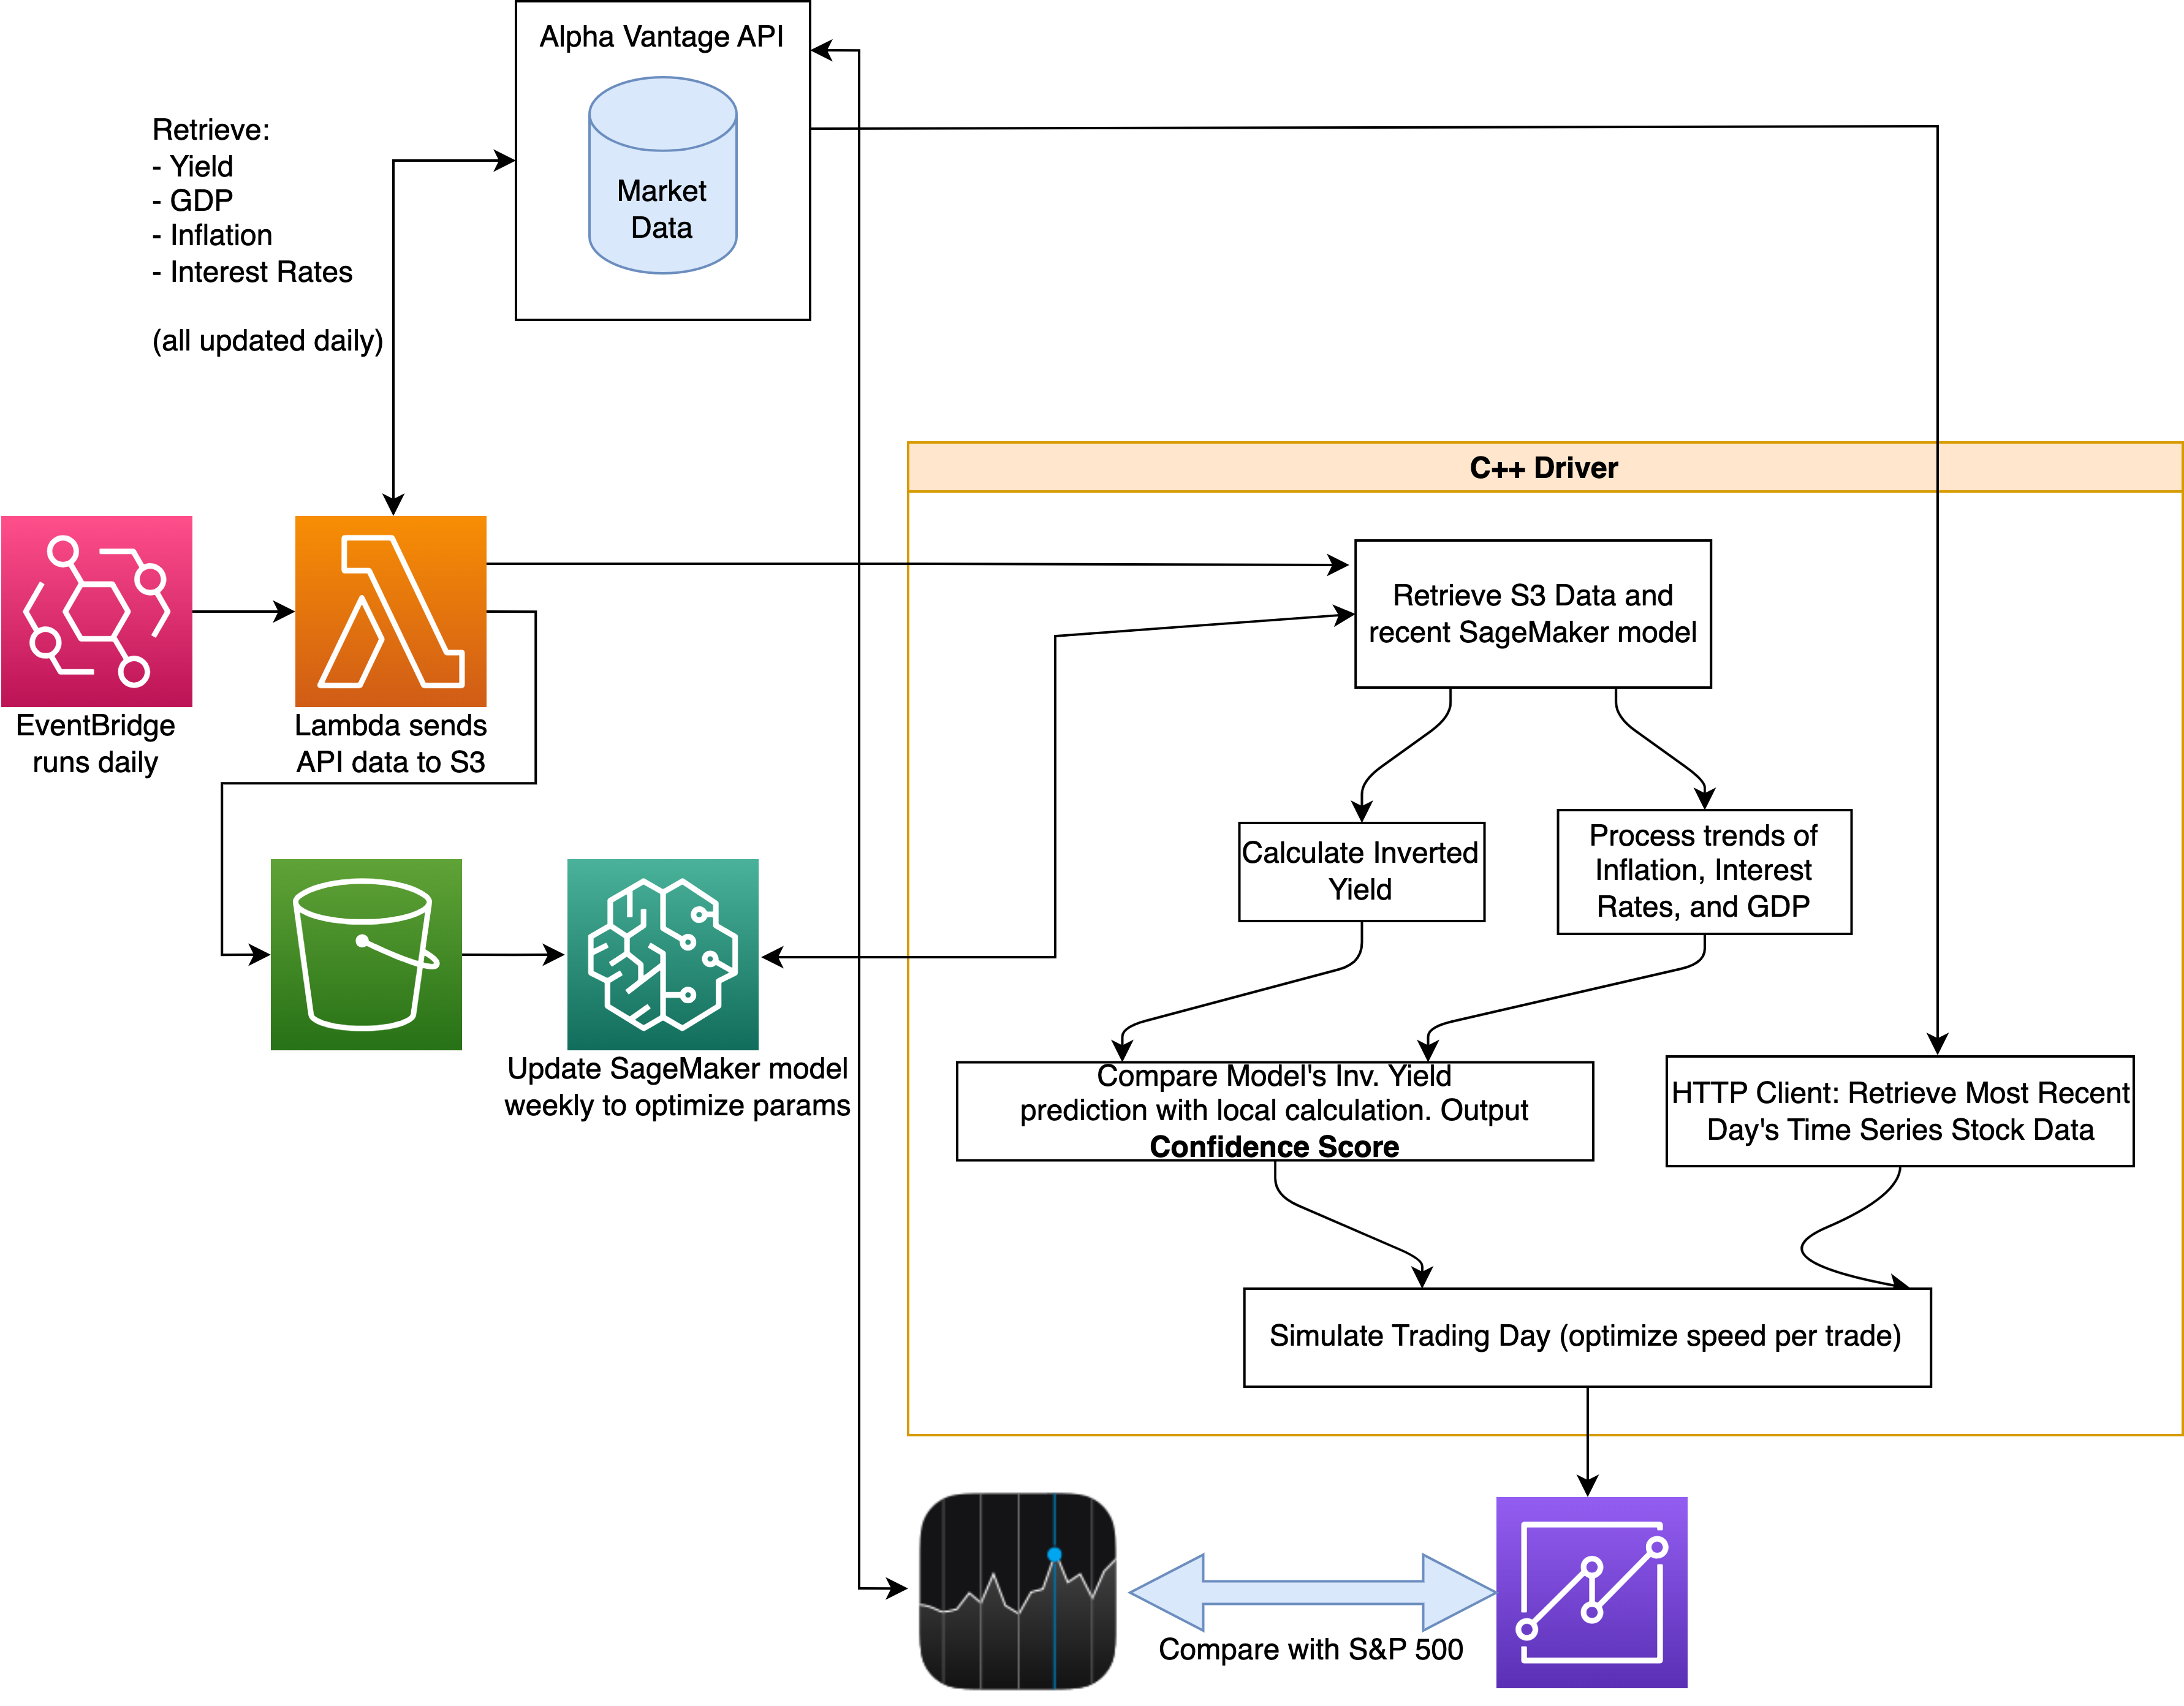 Alpha Vantage API
Market
Data
Retrieve:
- Yield
- GDP
- Inflation
- Interest Rates
(all updated daily)
C++ Driver
EventBridge
runs daily
Lambda sends
API data to S3
Retrieve S3 Data and
recent SageMaker model
Calculate Inverted
Yield
Process trends of
Inflation, Interest
Rates, and GDP
Update SageMaker model
weekly to optimize params
Compare Model's Inv. Yield
prediction with local calculation. Output
Confidence Score
HTTP Client: Retrieve Most Recent
Day's Time Series Stock Data
Simulate Trading Day (optimize speed per trade)
Compare with S&P 500